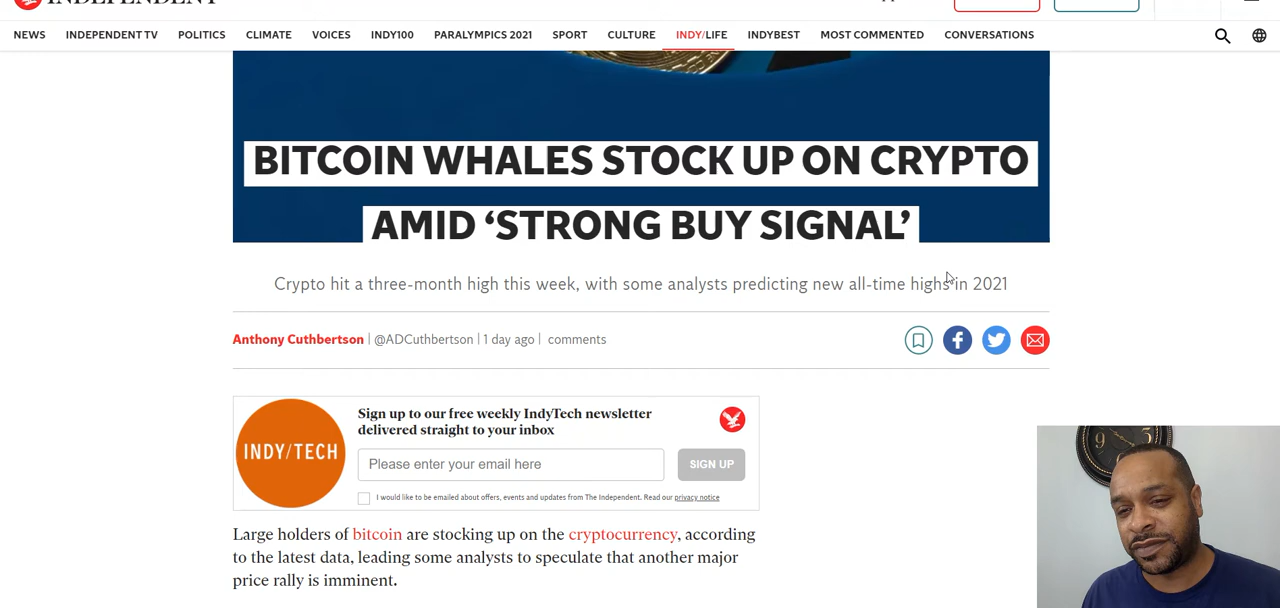 INDEPENDENT
NEWS INDEPENDENT TV POLITICS CLIMATE VOICES INDY100 PARALYMPICS 2021 SPORT CULTURE INDY/LIFE INDYBEST MOST COMMENTED CONVERSATIONS
BITCOIN WHALES STOCK UP ON CRYPTO
AMID ‘STRONG BUY SIGNAL’
Crypto hit a three-month high this week, with some analysts predicting new all-time highs in 2021
Anthony Cuthbertson | @ADCuthbertson | 1 day ago | comments
INDY/TECH
Sign up to our free weekly IndyTech newsletter
delivered straight to your inbox
Please enter your email here SIGN UP
I would like to be emailed about offers, events and updates from The Independent. Read our privacy notice
Large holders of bitcoin are stocking up on the cryptocurrency, according
to the latest data, leading some analysts to speculate that another major
price rally is imminent.
9 3